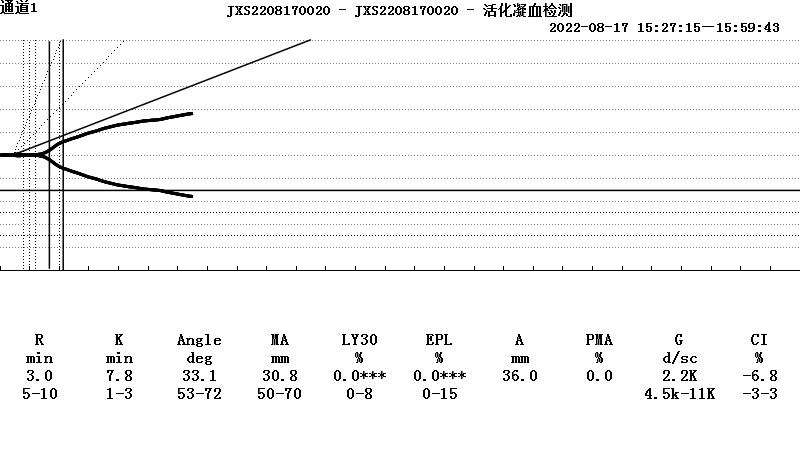 通道1
JXS2208170020 - JXS2208170020 - 活化凝血检测
2022-08-17 15:27:15—15:59:43
R K Angle MA LY30 EPL A PMA G CI
min min deg mm % % mm % d/sc %
3.0 7.8 33.1 30.8 0.0*** 0.0*** 36.0 0.0 2.2K -6.8
5-10 1-3 53-72 50-70 0-8 0-15 4.5k-11K -3-3